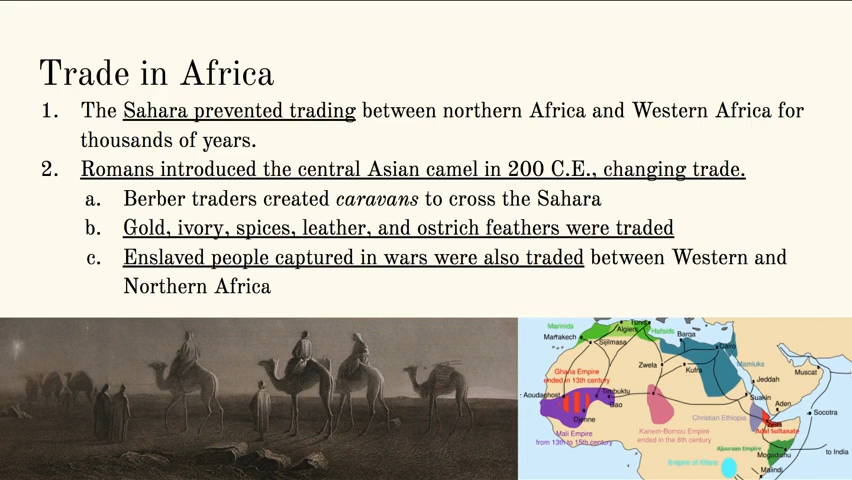 Trade in Africa
1. The Sahara prevented trading between northern Africa and Western Africa for
thousands of years.
2. Romans introduced the central Asian camel in 200 C.E., changing trade.
a. Berber traders created caravans to cross the Sahara
b. Gold, ivory, spices, leather, and ostrich feathers were traded
c. Enslaved people captured in wars were also traded between Western and
Northern Africa
Marinids
Tunis
Algiers
Hafsids
Marrakech
Sijilmasa
Barqa
Cairo
Zwela
Kufra
Mamluks
Muscat
Ghana Empire
ended in 13th century
Jeddah
Aoudaghost
Timbuktu
Gao
Suakin
Aden
Djenne
Christian Ethiopia
Socotra
Mali Empire
from 13th to 15th century
Kanem-Bornou Empire
ended in the 8th century
Adal Sultanate
Ajuuraan Empire
Mogadishu
to India
Empire of Kitara
Malindi